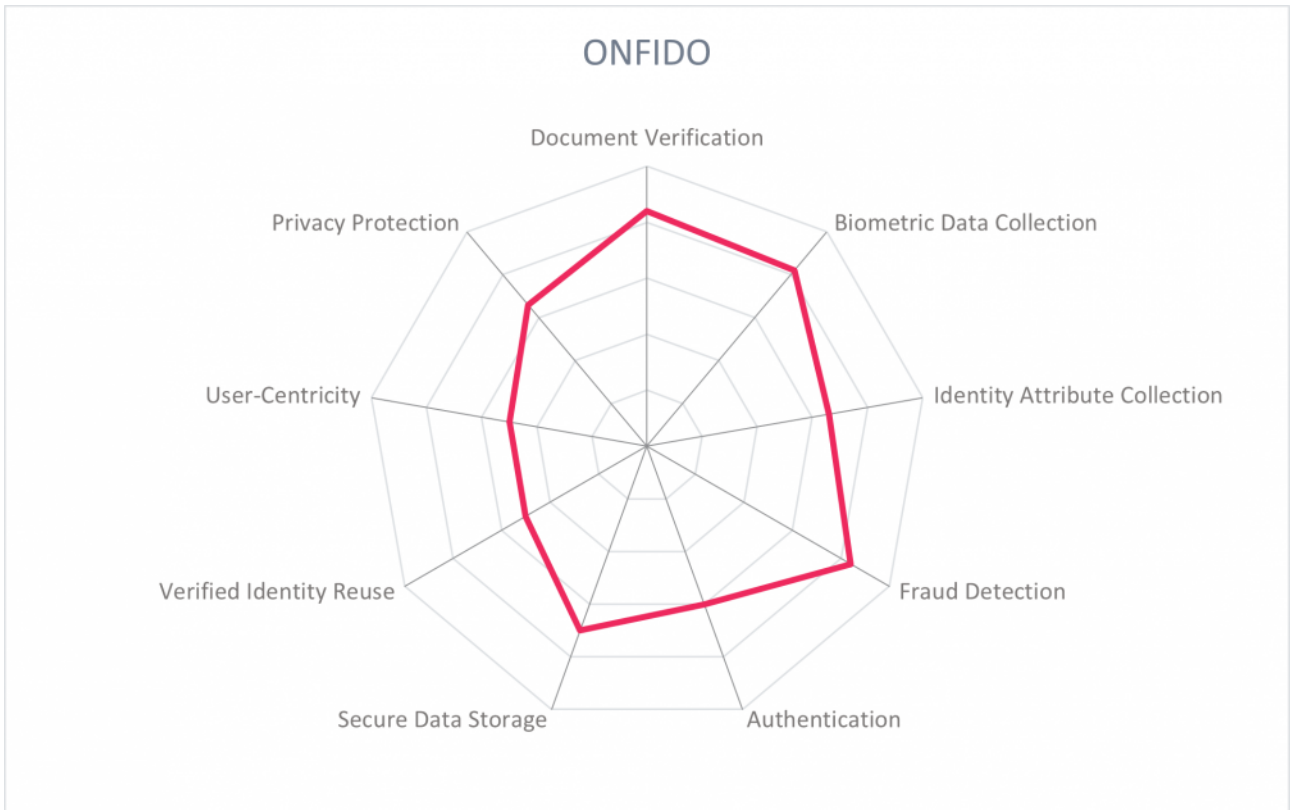 ONFIDO
Document Verification
Privacy Protection
Biometric Data Collection
User-Centricity
Identity Attribute Collection
Verified Identity Reuse
Fraud Detection
Secure Data Storage
Authentication